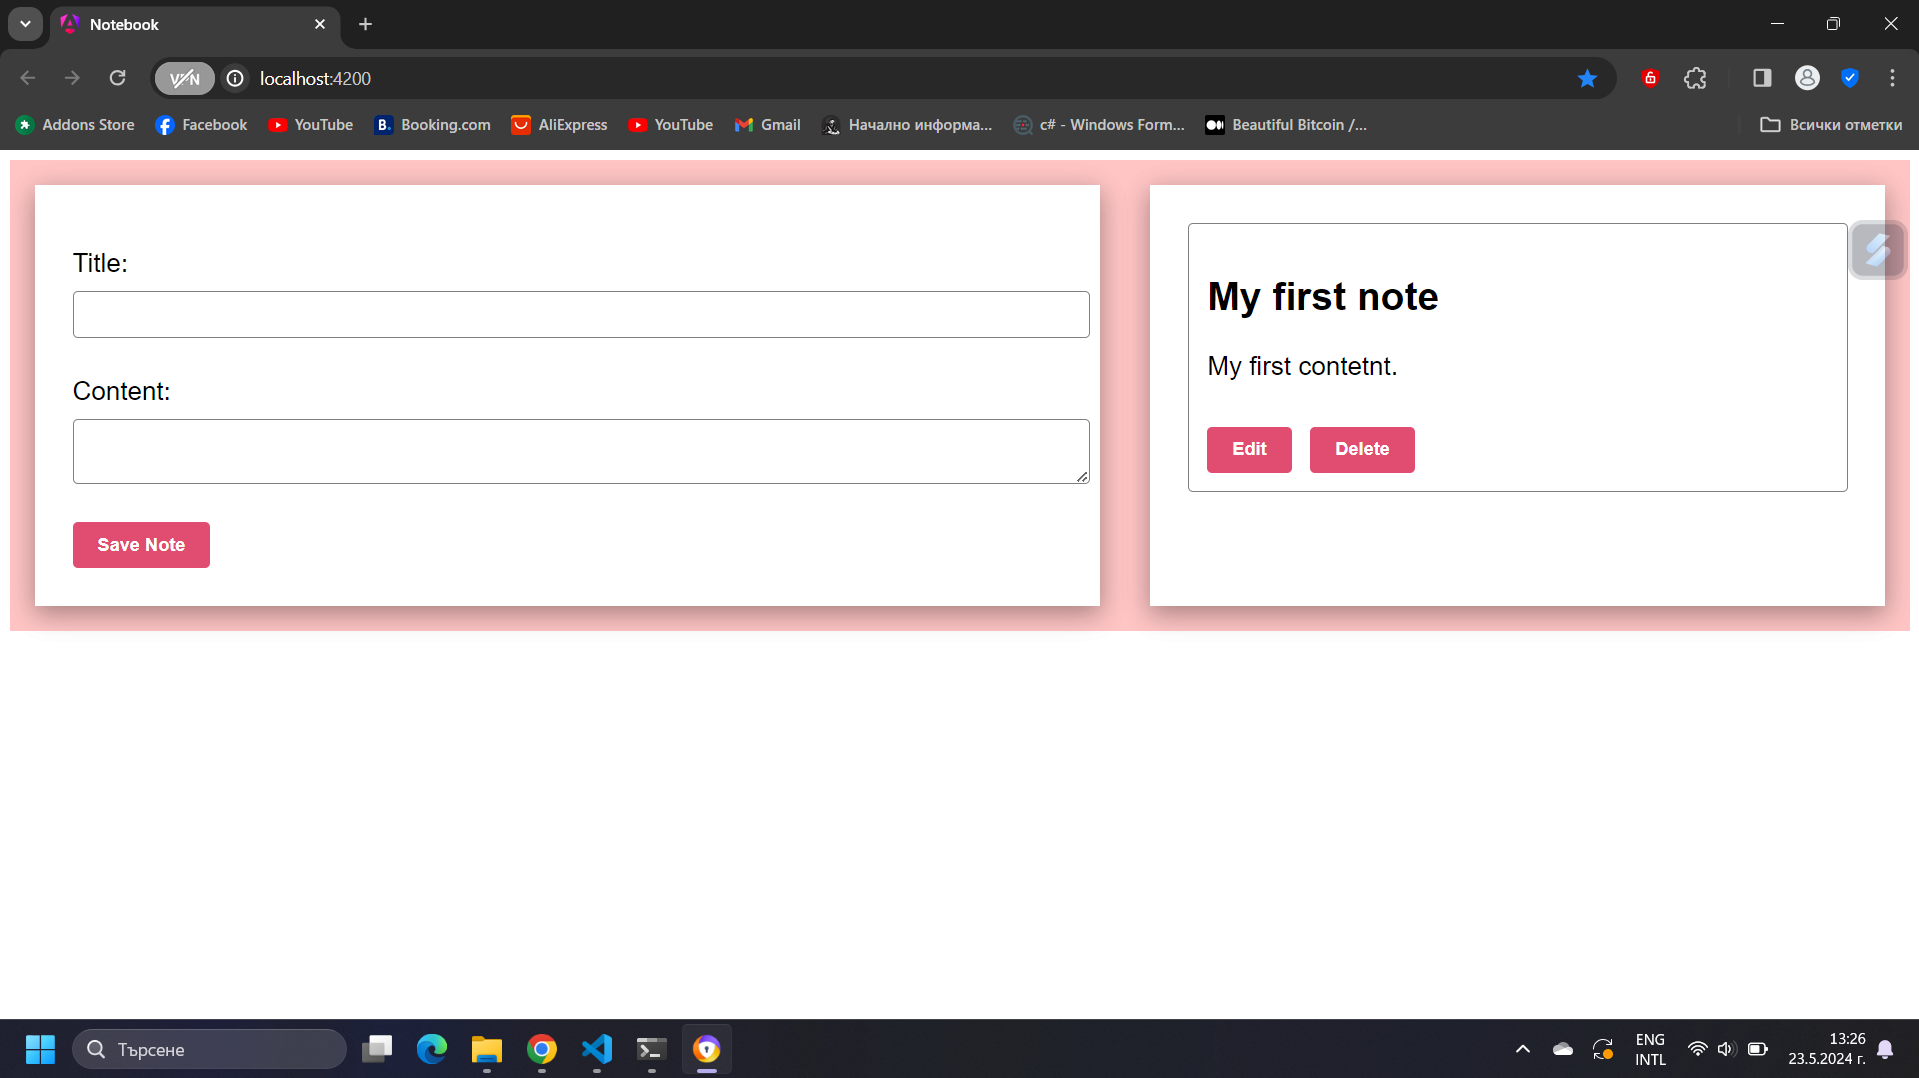 Notebook
VPN
localhost:4200
Addons Store
Facebook
YouTube
B. Booking.com
AliExpress
YouTube
Gmail
Начално информа...
c# - Windows Form...
Beautiful Bitcoin /...
Всички отметки
Title:
Content:
Save Note
My first note
My first contetnt.
Edit
Delete
Търсене
ENG
INTL
13:26
23.5.2024 г.